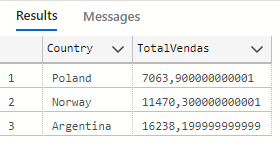 Results Messages
Country TotalVendas
1 Poland 7063,900000000001
2 Norway 11470,300000000001
3 Argentina 16238,199999999999